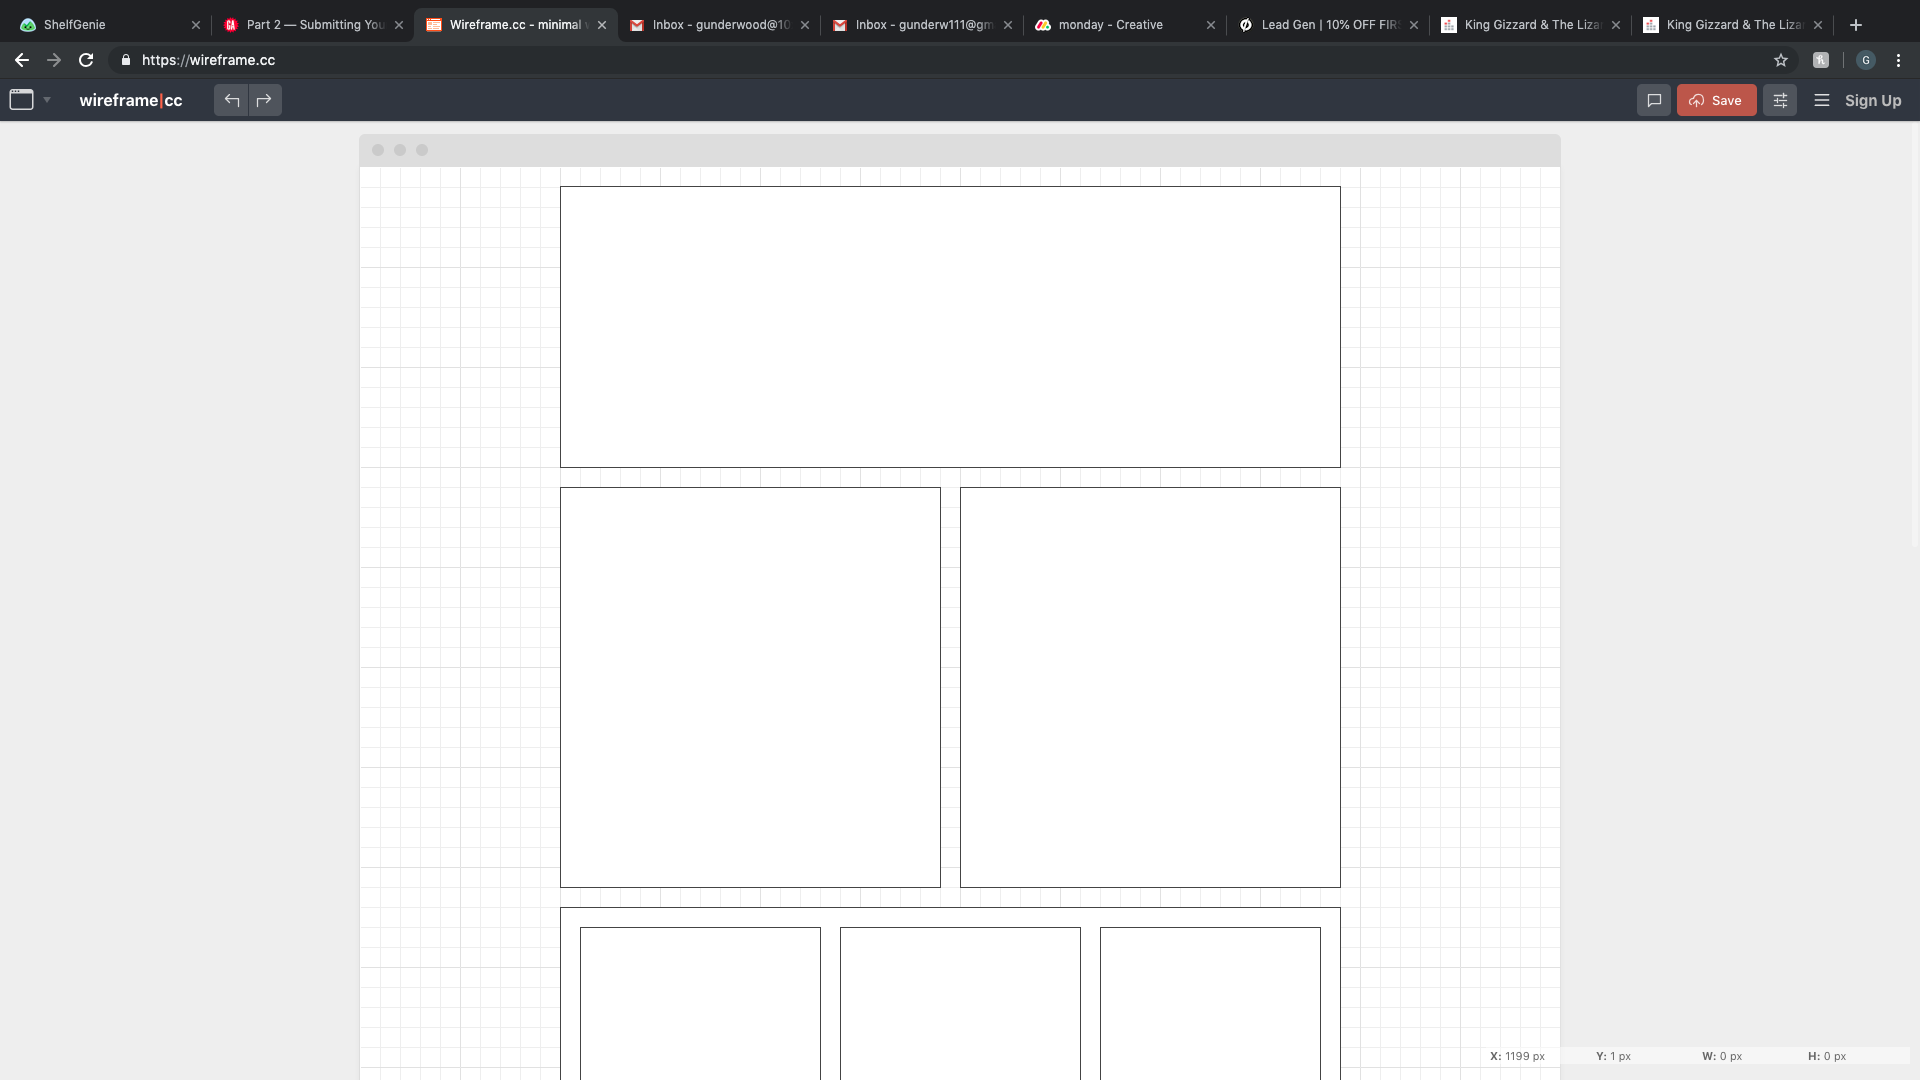 ShelfGenie
Part 2 — Submitting You
Wireframe.cc - minimal
Inbox - gunderwood@10
Inbox - gunderw111@gm
monday - Creative
Lead Gen | 10% OFF FIR
King Gizzard & The Liza
King Gizzard & The Liza
https://wireframe.cc
G
wireframe|cc
Save
Sign Up
X: 1199 px
Y: 1 px
W: 0 px
H: 0 px